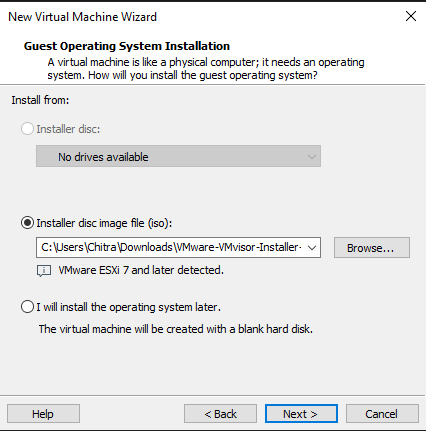 New Virtual Machine Wizard
Guest Operating System Installation
A virtual machine is like a physical computer; it needs an operating
system. How will you install the guest operating system?
Install from:
Installer disc:
No drives available
Installer disc image file (iso):
C:\Users\Chitra\Downloads\VMware-VMvisor-Installer-
Browse...
VMware ESXi 7 and later detected.
I will install the operating system later.
The virtual machine will be created with a blank hard disk.
Help
< Back
Next >
Cancel